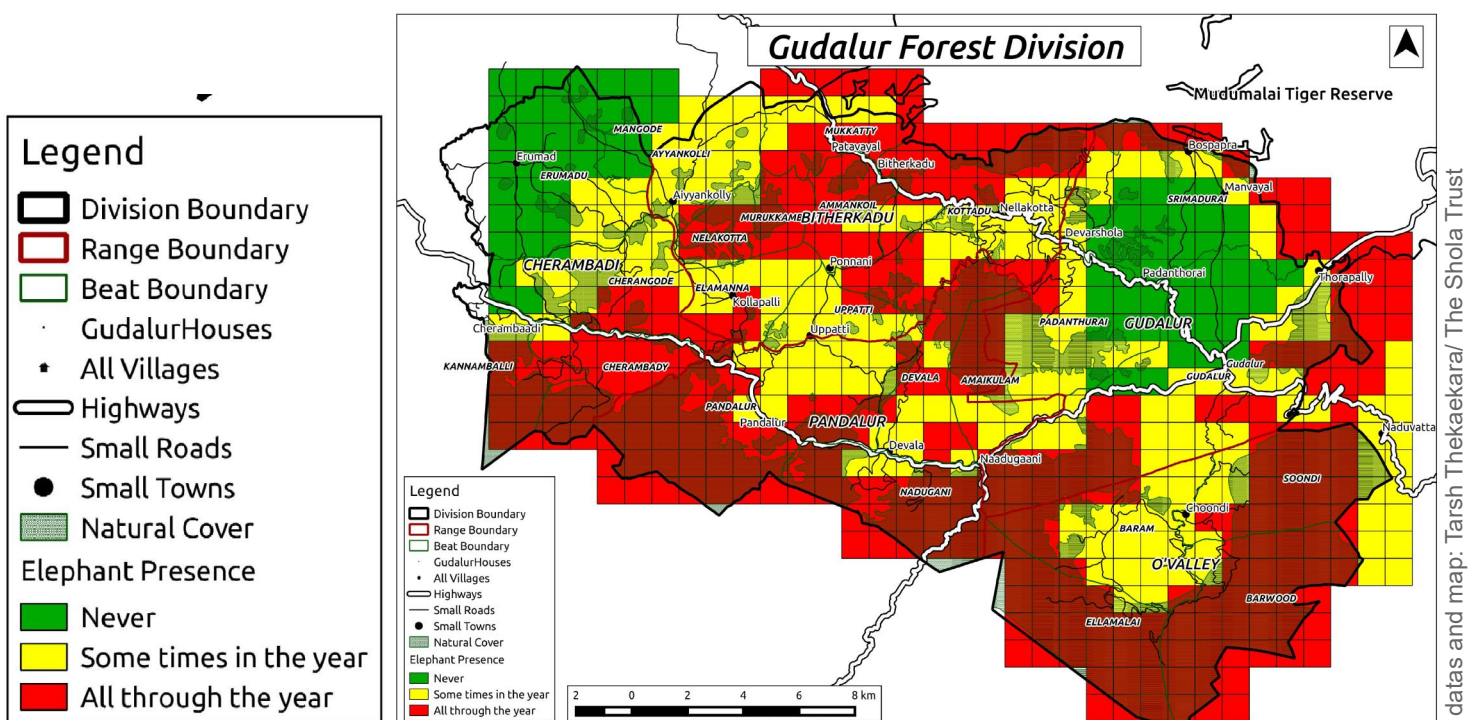 Legend
Division Boundary
Range Boundary
Beat Boundary
GudalurHouses
All Villages
Highways
Small Roads
Small Towns
Natural Cover
Elephant Presence
Never
Some times in the year
All through the year
Gudalur Forest Division
Mudumalai Tiger Reserve
MANGODE
MUKKATTY
Patavayal
Bospapra
AYYANKOLLI
Bitherkadu
Erumad
ERUMADU
Manvayal
SRIMADURAI
Aiyyankolly
AMMANKOIL
MURUKKAME
BITHERKADU
KOTTADU
Nellakotta
NELAKOTTA
Devarshola
CHERAMBADI
Ponnani
Padanthorai
Thorapally
CHERANGODE
ELAMANNA
Kollapalli
UPPATTI
PADANTHURAI
GUDALUR
Cherambaadi
Uppatti
KANNAMBALLI
CHERAMBADY
DEVALA
AMAIKULAM
Gudalur
GUDALUR
PANDALUR
Pandalur
PANDALUR
Naduvatta
Devala
Naadugaani
NADUGANI
SOONDI
Choondi
BARAM
O'VALLEY
BARWOOD
ELLAMALAI
Legend
Division Boundary
Range Boundary
Beat Boundary
GudalurHouses
All Villages
Highways
Small Roads
Small Towns
Natural Cover
Elephant Presence
Never
Some times in the year
All through the year
2 0 2 4 6 8 km
datas and map: Tarsh Thekaekara/ The Shola Trust